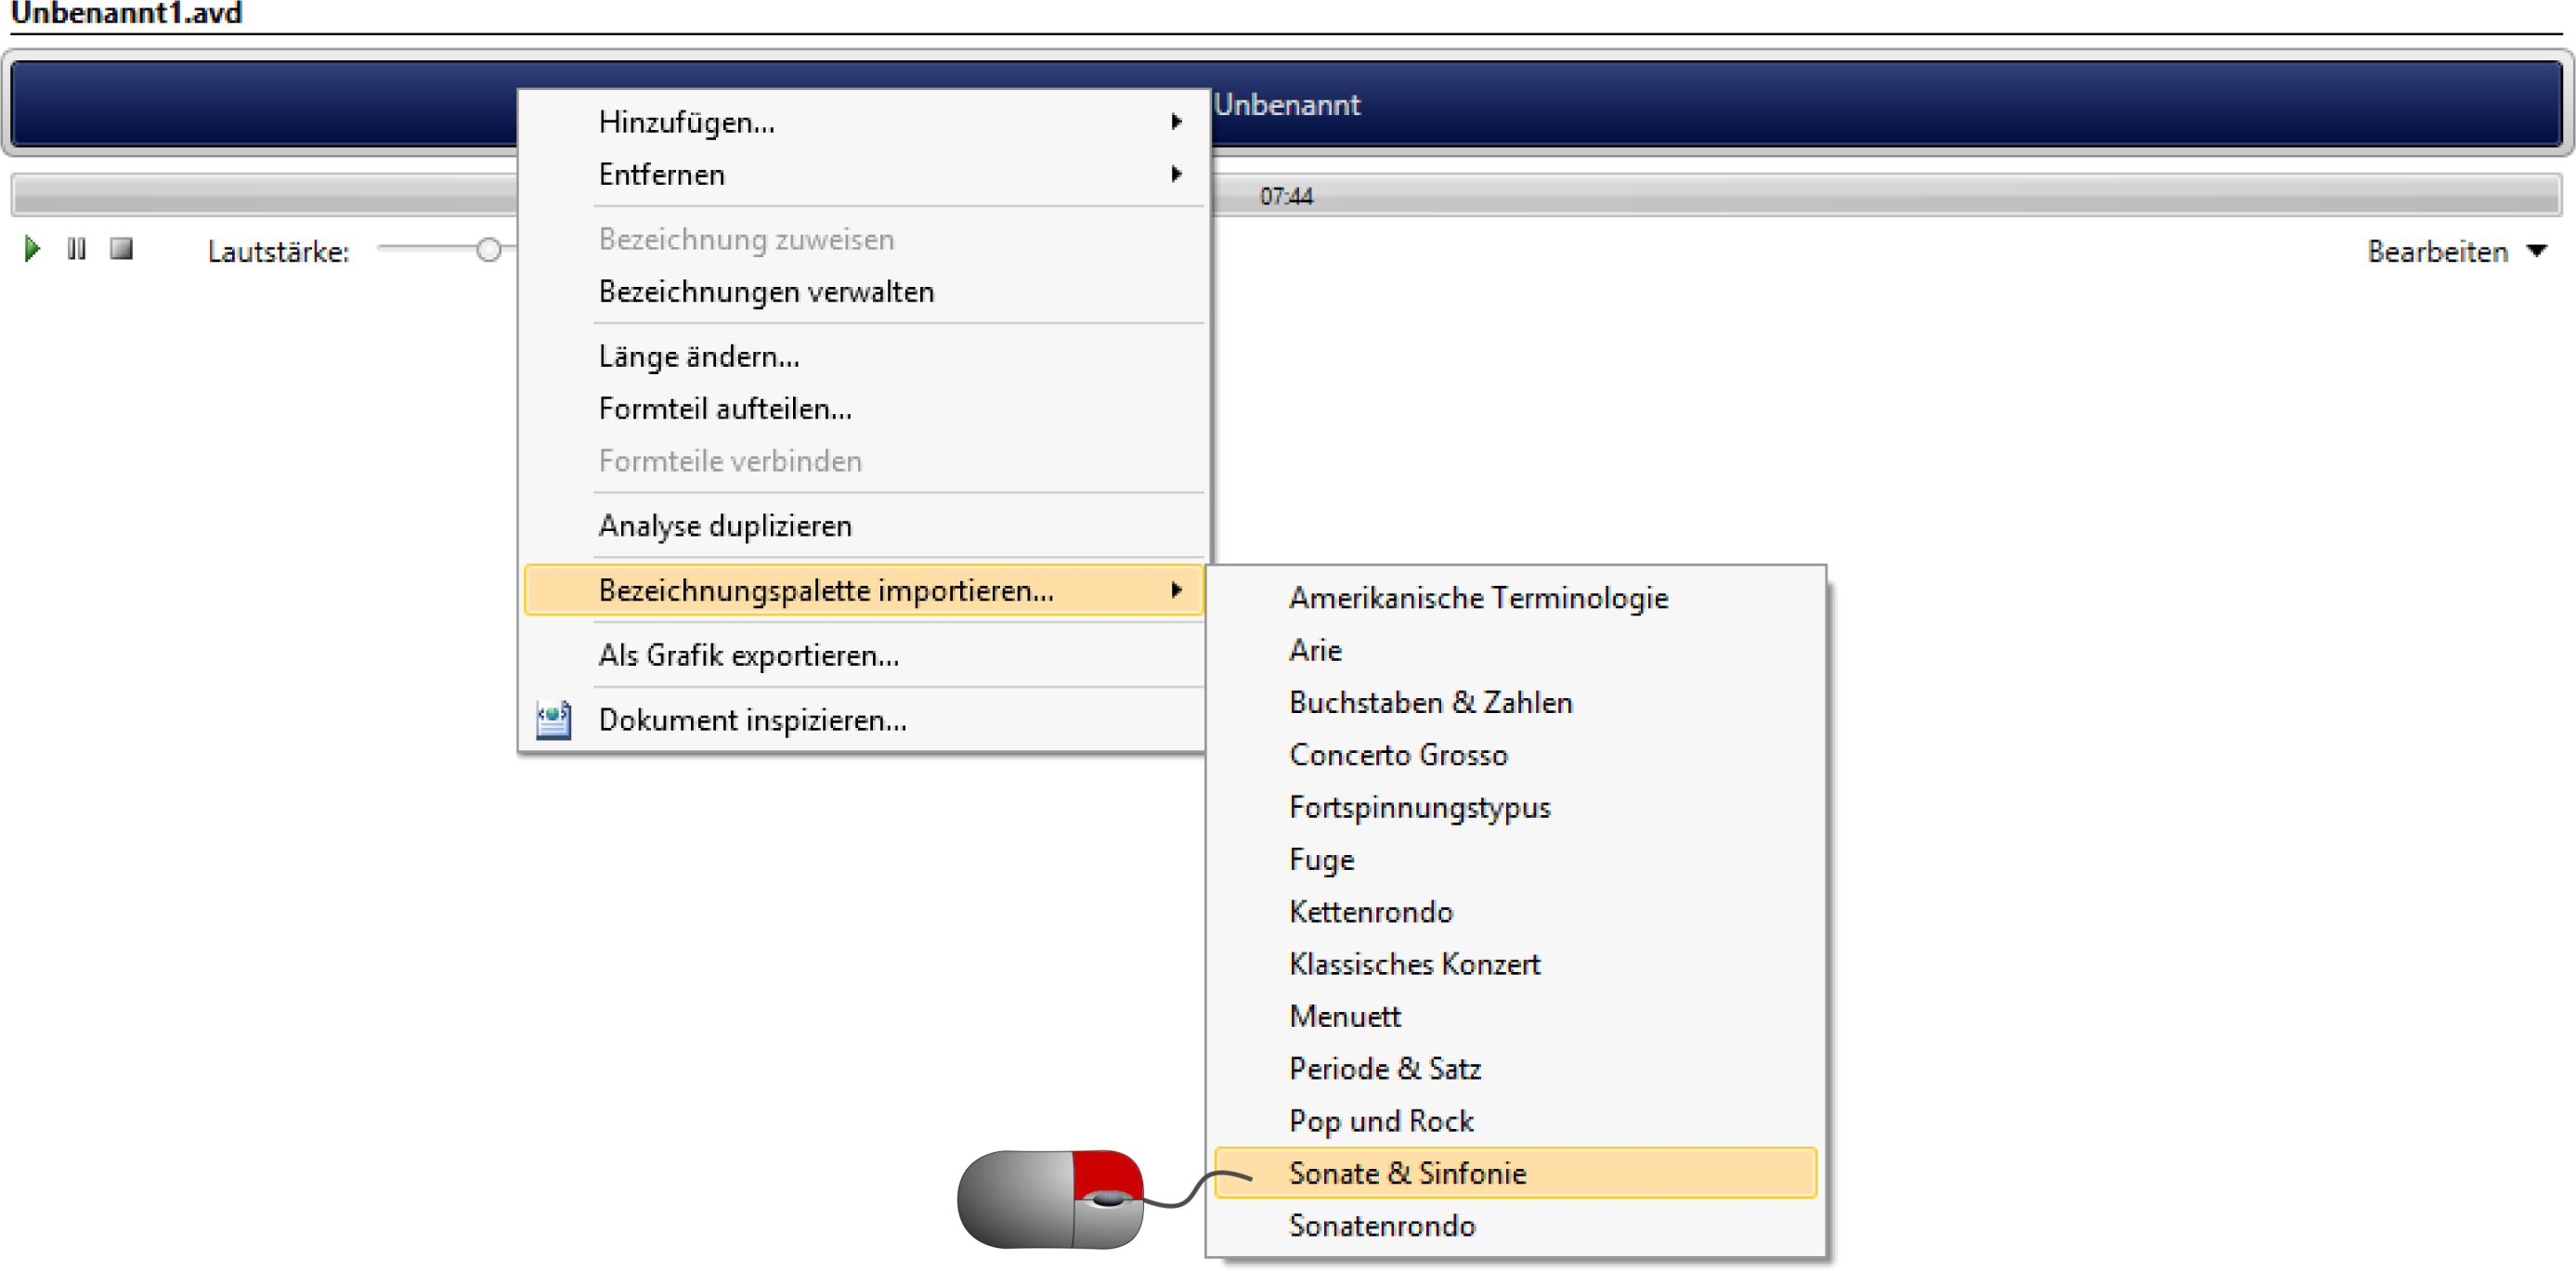 Unbenannt1.avd
Unbenannt
07:44
Lautstärke:
Bearbeiten
Hinzufügen...
Entfernen
Bezeichnung zuweisen
Bezeichnungen verwalten
Länge ändern...
Formteil aufteilen...
Formteile verbinden
Analyse duplizieren
Bezeichnungspalette importieren...
Als Grafik exportieren...
Dokument inspizieren...
Amerikanische Terminologie
Arie
Buchstaben & Zahlen
Concerto Grosso
Fortspinnungstypus
Fuge
Kettenrondo
Klassisches Konzert
Menuett
Periode & Satz
Pop und Rock
Sonate & Sinfonie
Sonatenrondo